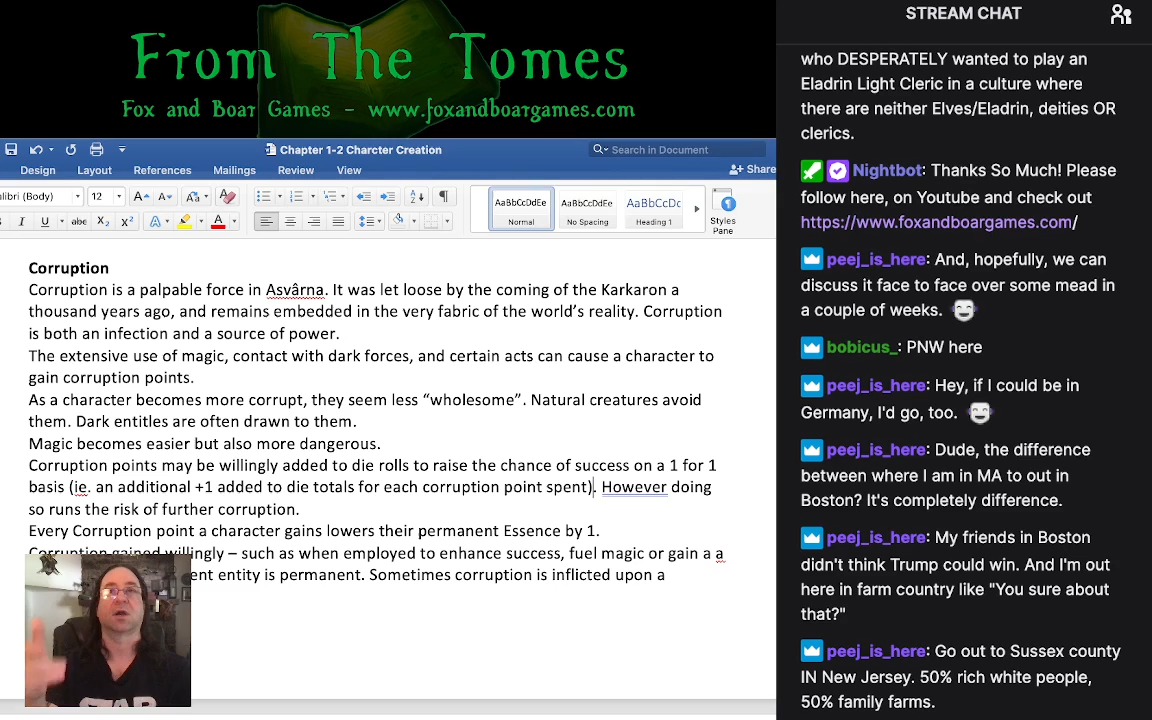 From The Tomes
Fox and Boar Games - www.foxandboargames.com
Chapter 1-2 Charcter Creation
Search in Document
Design Layout References Mailings Review View
Share
libri (Body) 12
AaBbCcDdEe AaBbCcDdEe AaBbCcDc
Normal No Spacing Heading 1
Styles
Pane
Corruption
Corruption is a palpable force in Asvârna. It was let loose by the coming of the Karkaron a
thousand years ago, and remains embedded in the very fabric of the world’s reality. Corruption
is both an infection and a source of power.
The extensive use of magic, contact with dark forces, and certain acts can cause a character to
gain corruption points.
As a character becomes more corrupt, they seem less “wholesome”. Natural creatures avoid
them. Dark entitles are often drawn to them.
Magic becomes easier but also more dangerous.
Corruption points may be willingly added to die rolls to raise the chance of success on a 1 for 1
basis (ie. an additional +1 added to die totals for each corruption point spent). However doing
so runs the risk of further corruption.
Every Corruption point a character gains lowers their permanent Essence by 1.
Corruption gained willingly – such as when employed to enhance success, fuel magic or gain a a
ent entity is permanent. Sometimes corruption is inflicted upon a
STAR
STREAM CHAT
who DESPERATELY wanted to play an
Eladrin Light Cleric in a culture where
there are neither Elves/Eladrin, deities OR
clerics.
Nightbot: Thanks So Much! Please
follow here, on Youtube and check out
https://www.foxandboargames.com/
peej_is_here: And, hopefully, we can
discuss it face to face over some mead in
a couple of weeks.
bobicus_: PNW here
peej_is_here: Hey, if I could be in
Germany, I'd go, too.
peej_is_here: Dude, the difference
between where I am in MA to out in
Boston? It's completely difference.
peej_is_here: My friends in Boston
didn't think Trump could win. And I'm out
here in farm country like "You sure about
that?"
peej_is_here: Go out to Sussex county
IN New Jersey. 50% rich white people,
50% family farms.